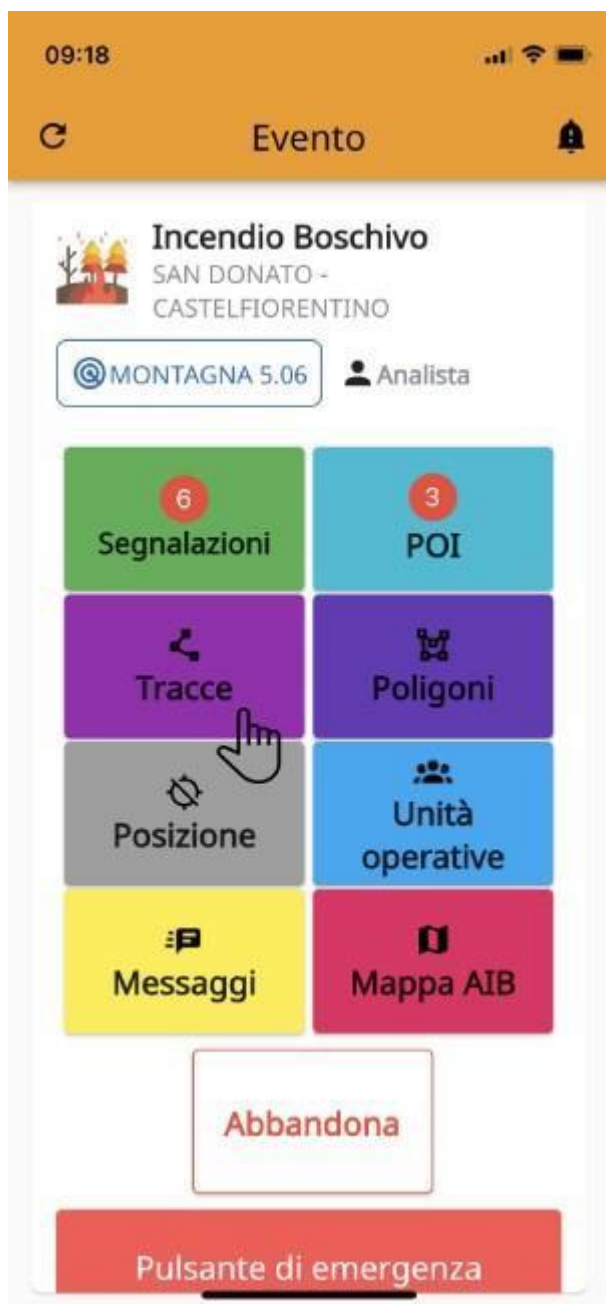 09:18
Evento
Incendio Boschivo
SAN DONATO -
CASTELFIORENTINO
MONTAGNA 5.06
Analista
6
Segnalazioni
3
POI
Tracce
Poligoni
Posizione
Unità
operative
Messaggi
Mappa AIB
Abbandona
Pulsante di emergenza